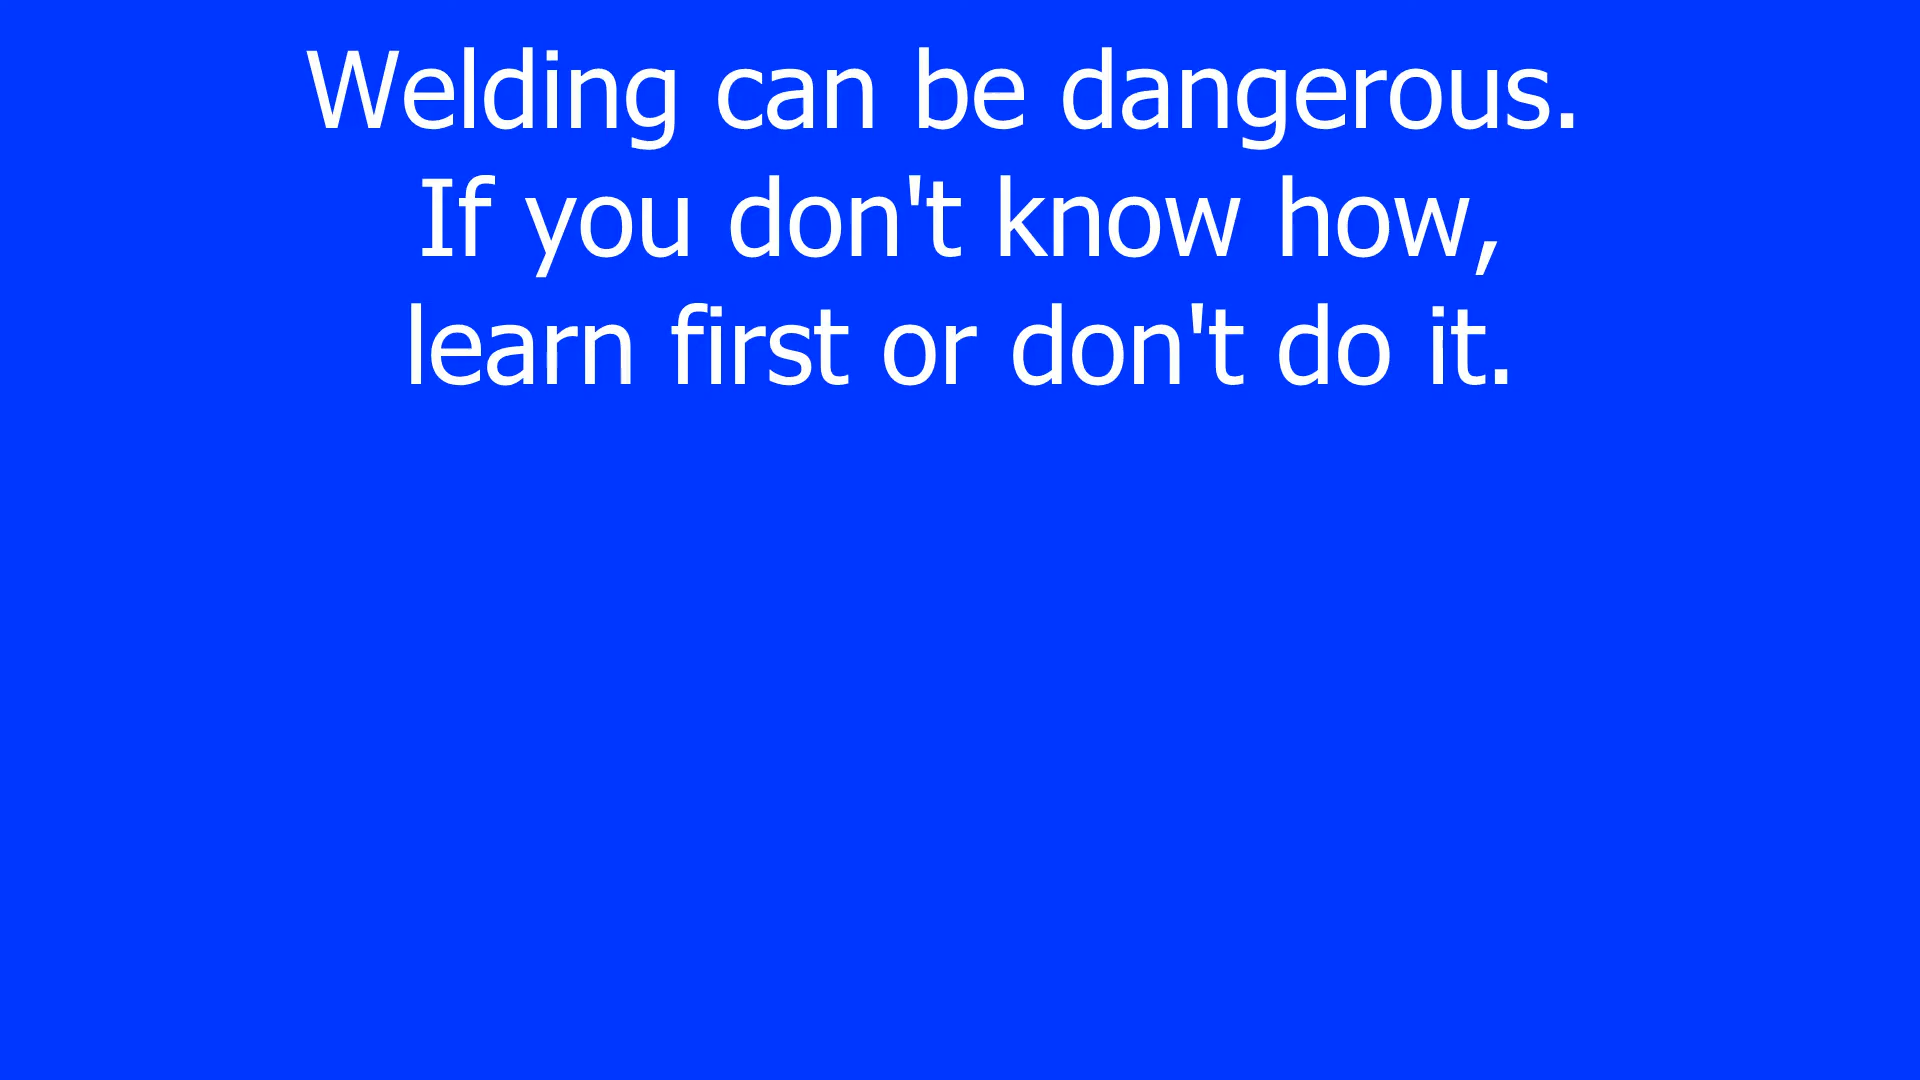 Welding can be dangerous.
If you don't know how,
learn first or don't do it.